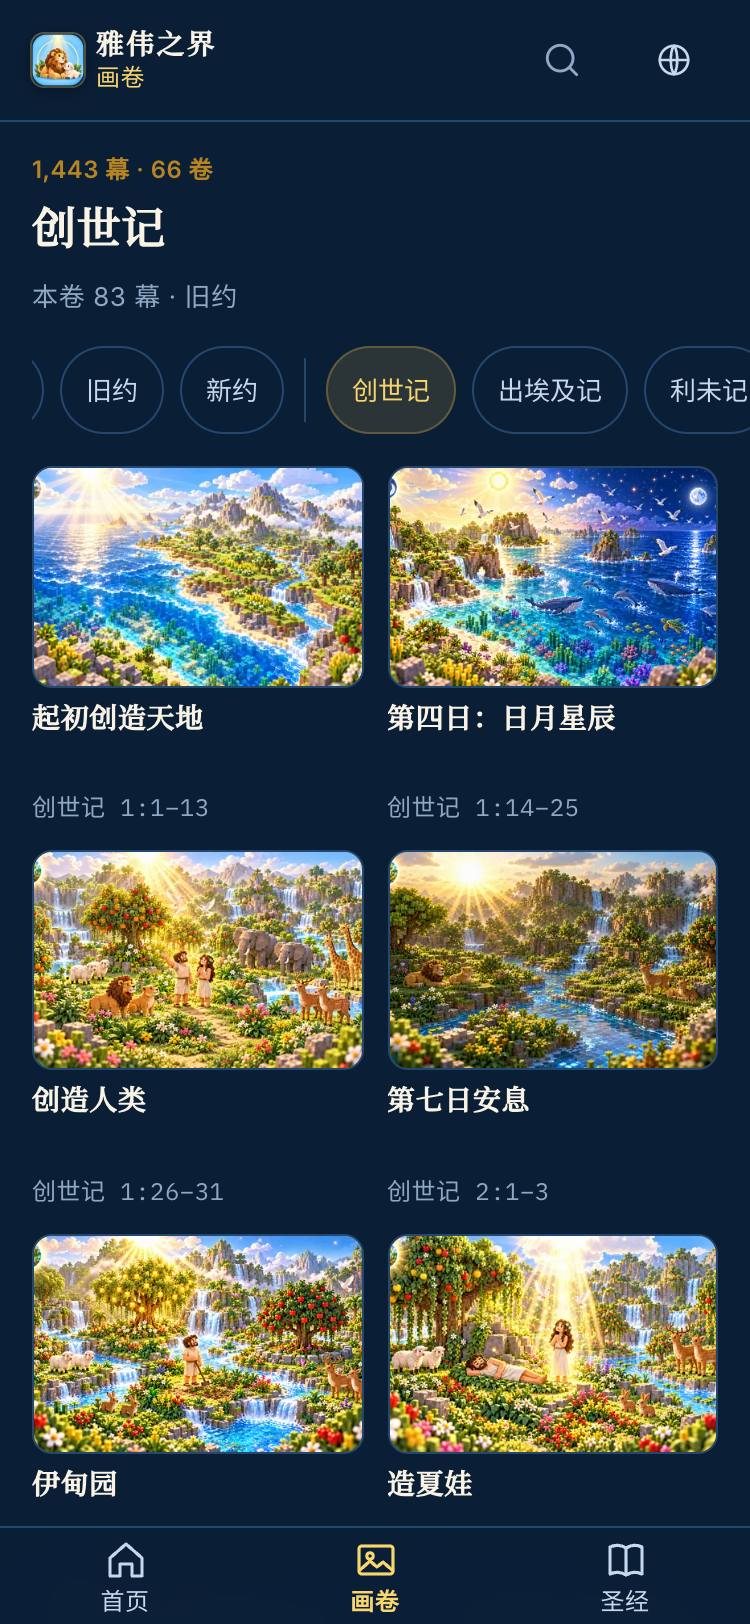 雅伟之界
画卷
1,443 幕 · 66 卷
创世记
本卷 83 幕 · 旧约
旧约 新约 创世记 出埃及记 利未记
起初创造天地 第四日：日月星辰
创世记 1:1–13 创世记 1:14–25
创造人类 第七日安息
创世记 1:26–31 创世记 2:1–3
伊甸园 造夏娃
首页 画卷 圣经